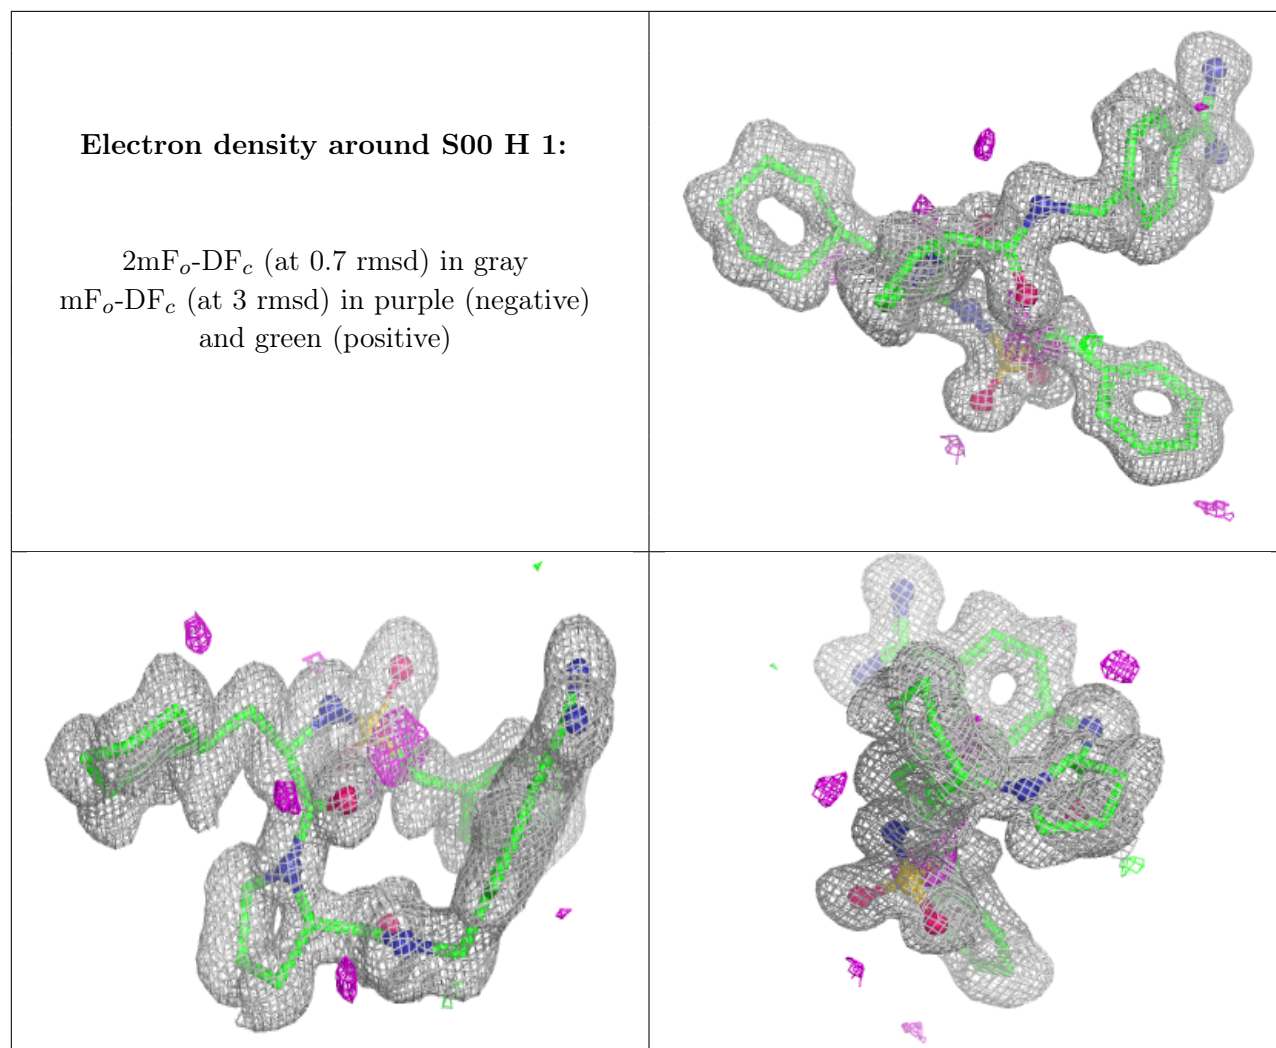 Electron density around S00 H 1:
2mFo-DFc (at 0.7 rmsd) in gray
mFo-DFc (at 3 rmsd) in purple (negative)
and green (positive)